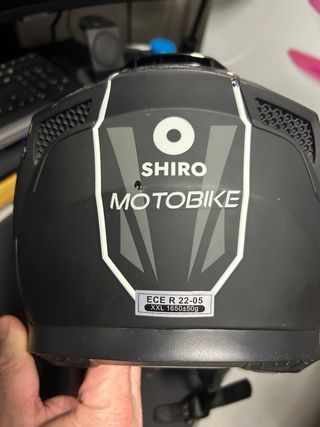 SHIRO
MOTOBIKE
ECE R 22-05
XXL 1650±50g